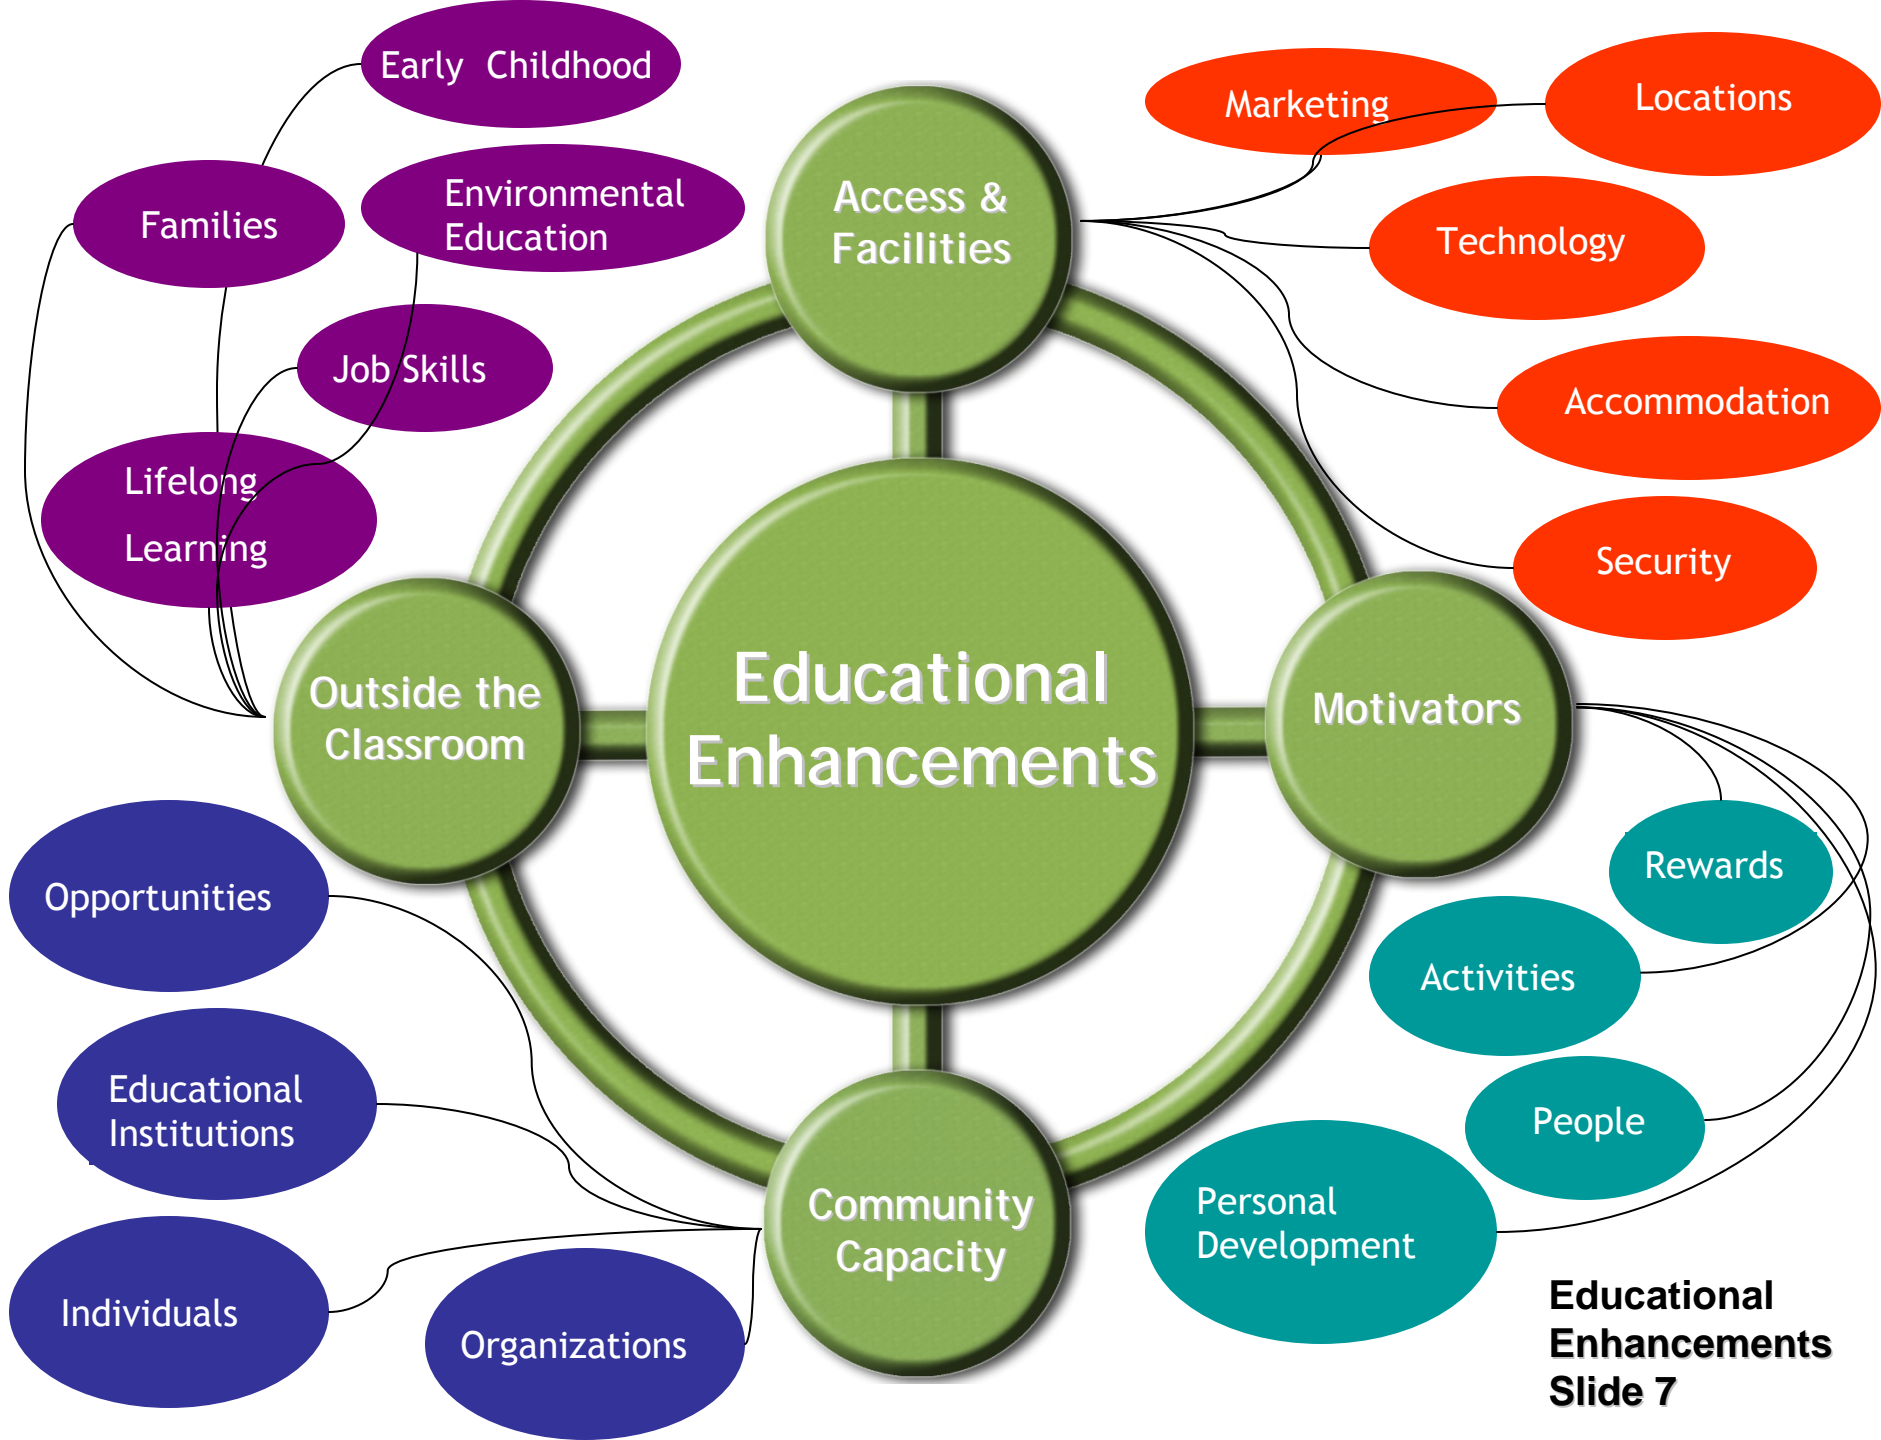 Early Childhood
Families
Environmental
Education
Job Skills
Lifelong
Learning
Access &
Facilities
Marketing
Locations
Technology
Accommodation
Security
Outside the
Classroom
Educational
Enhancements
Motivators
Opportunities
Educational
Institutions
Individuals
Organizations
Community
Capacity
Rewards
Activities
People
Personal
Development
Educational
Enhancements
Slide 7